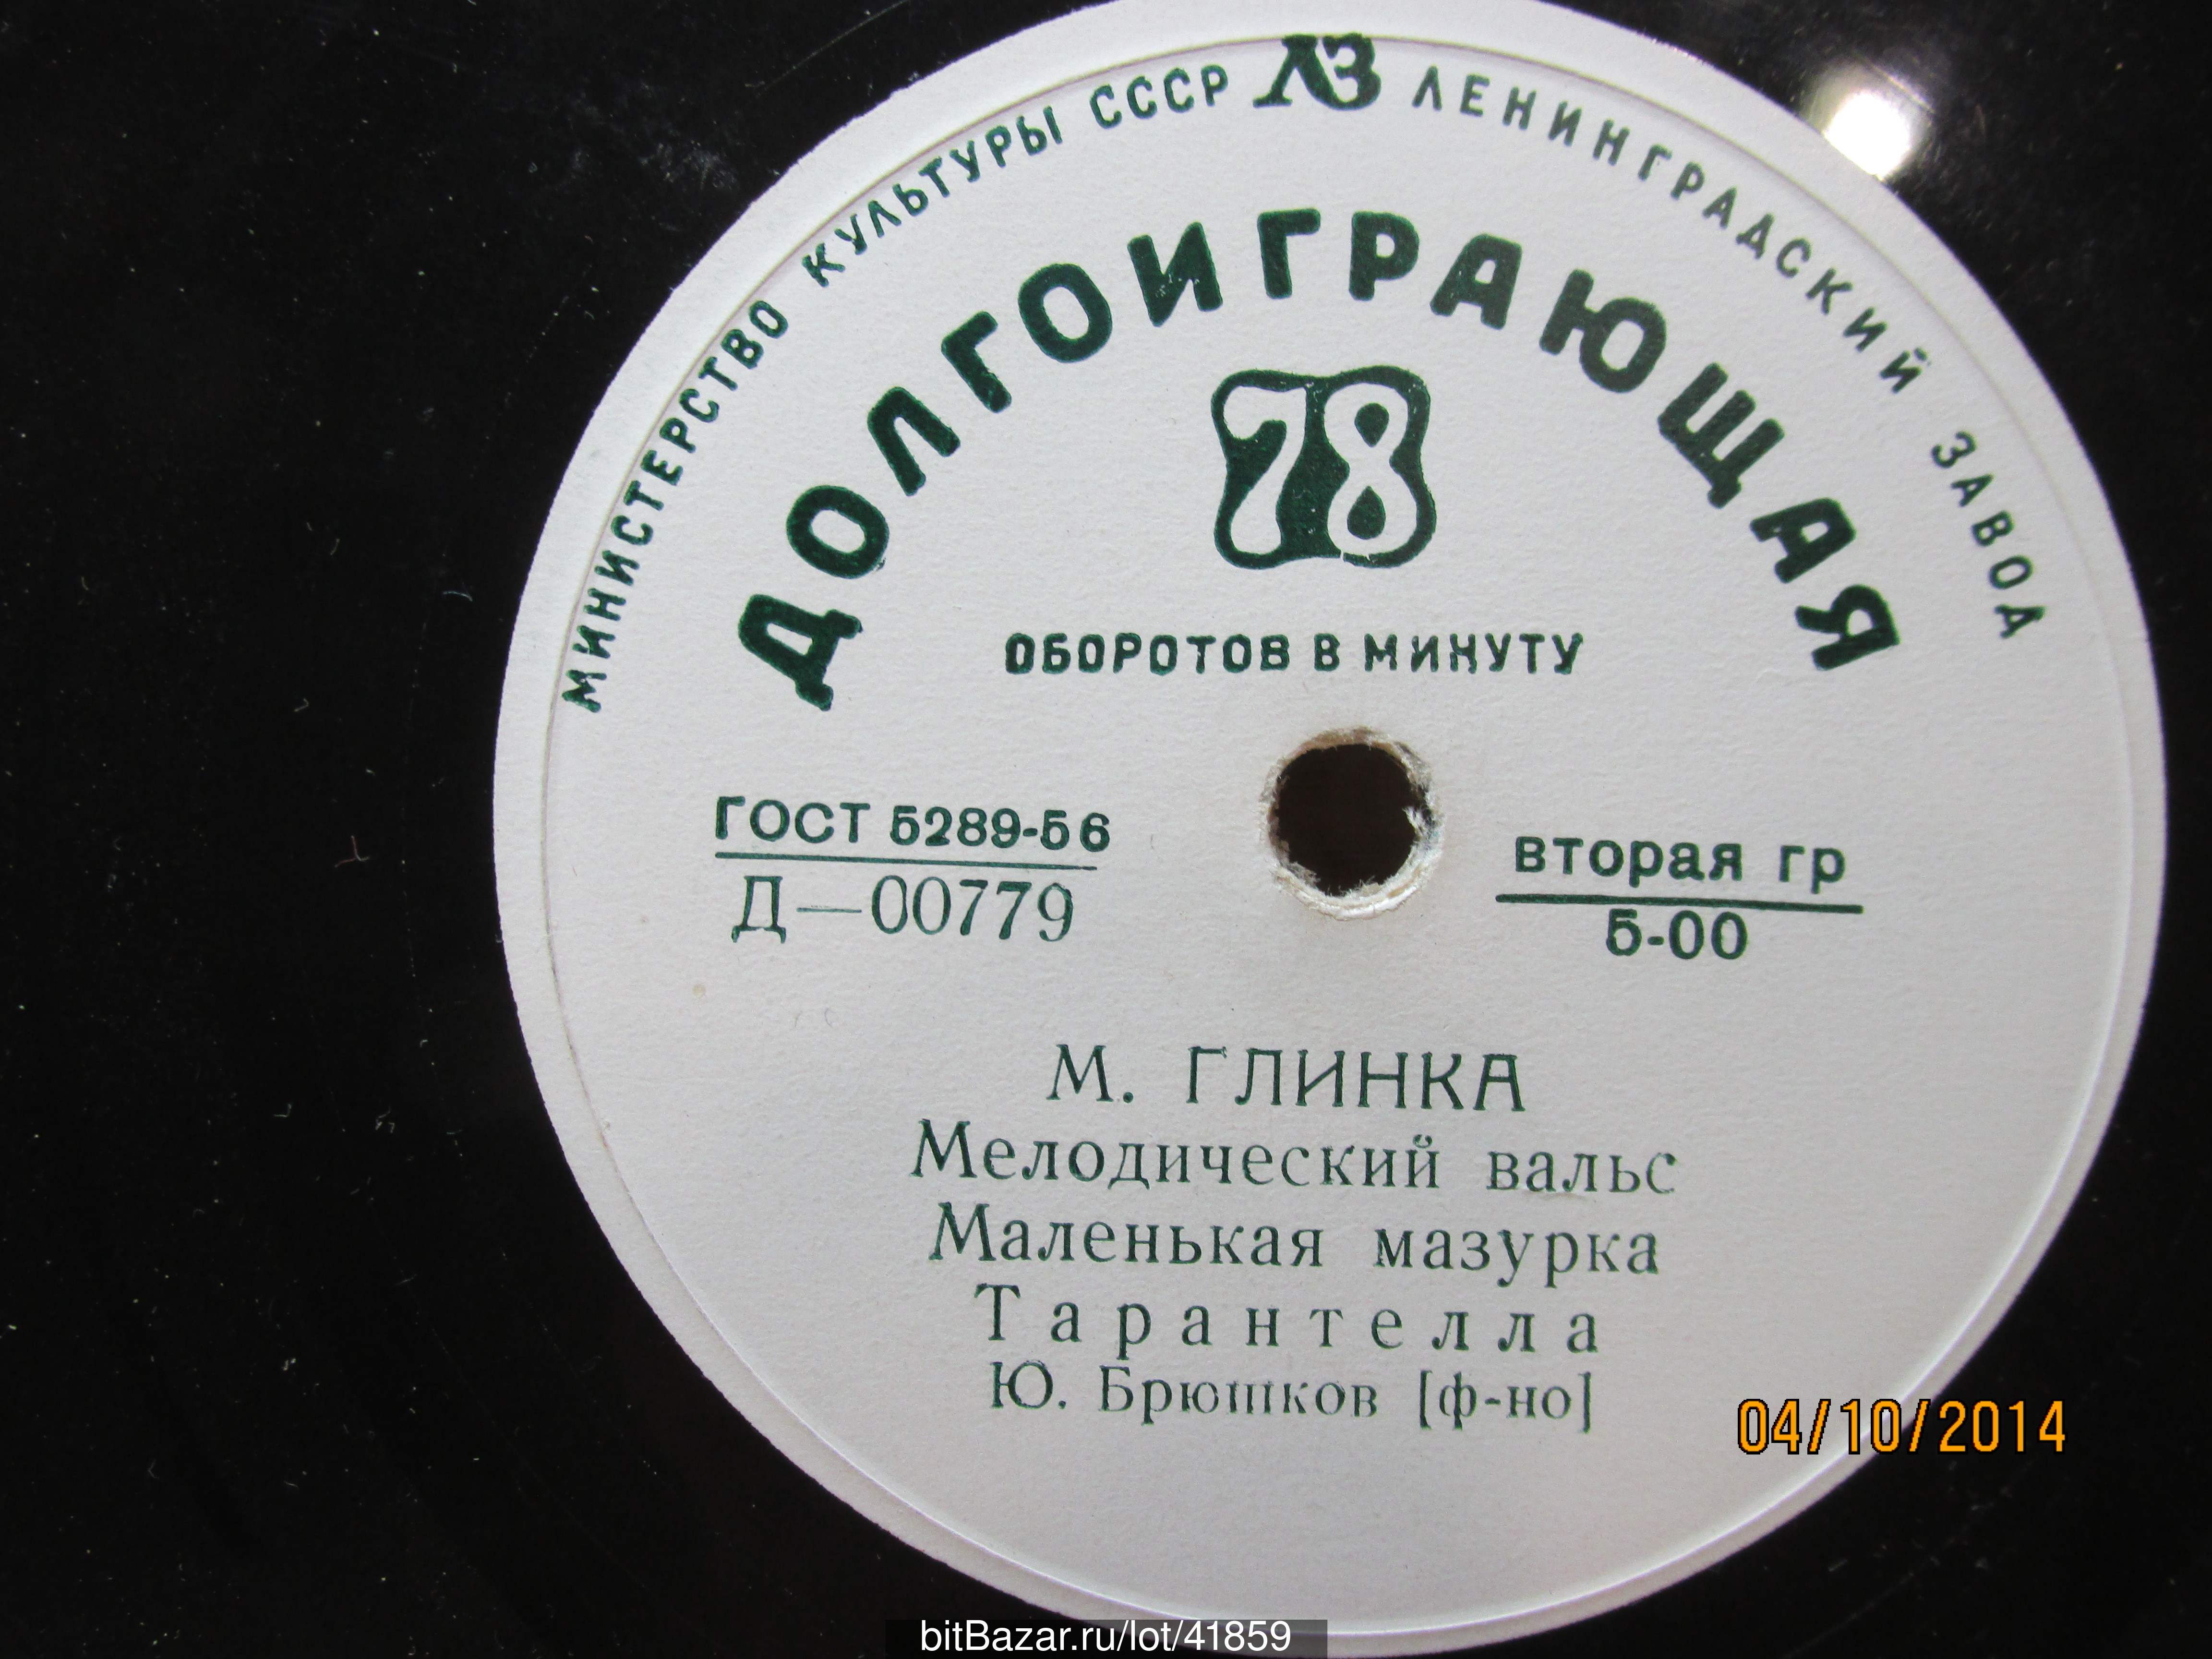 МИНИСТЕРСТВО КУЛЬТУРЫ СССР ЛЗ ЛЕНИНГРАДСКИЙ ЗАВОД
ДОЛГОИГРАЮЩАЯ
78
ОБОРОТОВ В МИНУТУ
ГОСТ 5289-56
Д—00779
вторая гр
5-00
М. ГЛИНКА
Мелодический вальс
Маленькая мазурка
Тарантелла
Ю. Брюшков [ф-но]
04/10/2014
bitBazar.ru/lot/41859